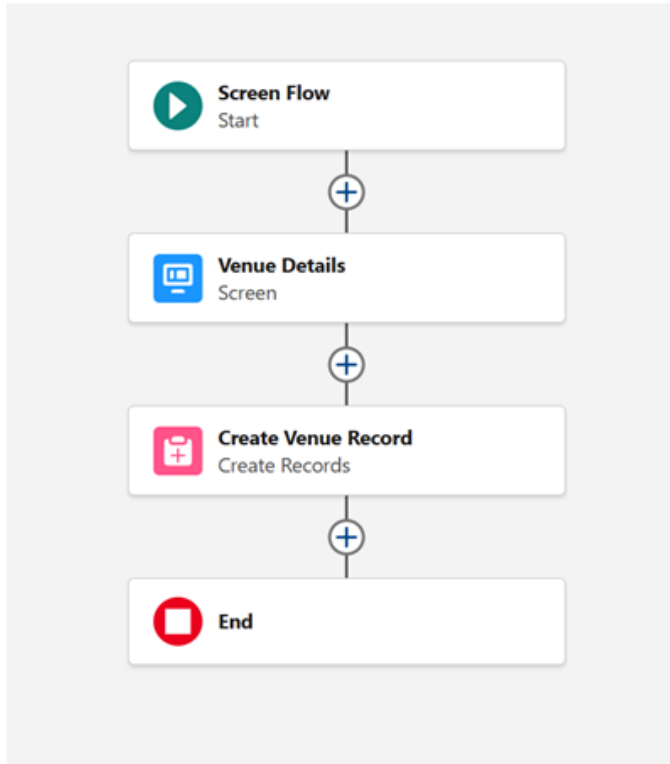 Screen Flow
Start
Venue Details
Screen
Create Venue Record
Create Records
End